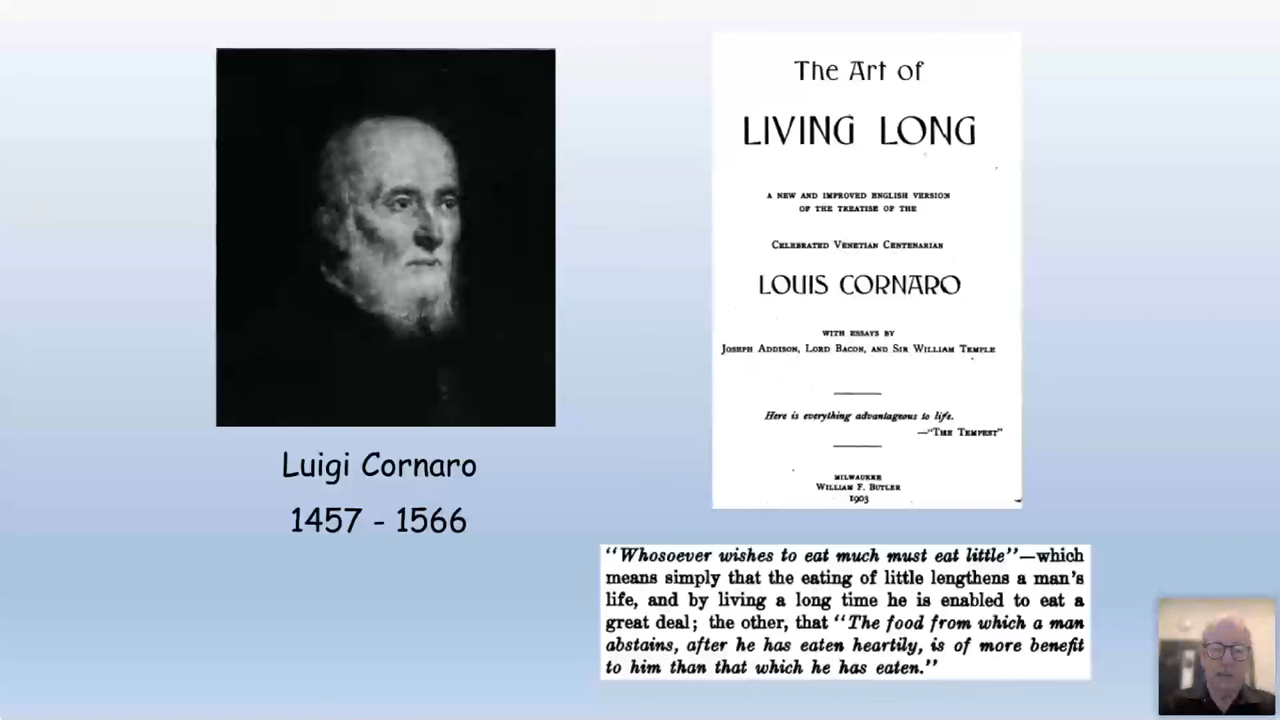 Luigi Cornaro
1457 - 1566
The Art of
LIVING LONG
A NEW AND IMPROVED ENGLISH VERSION
OF THE TREATISE OF THE
CELEBRATED VENETIAN CENTENARIAN
LOUIS CORNARO
WITH ESSAYS BY
JOSEPH ADDISON, LORD BACON, AND SIR WILLIAM TEMPLE
Here is everything advantageous to life.
—"THE TEMPEST"
MILWAUKEE
WILLIAM F. BUTLER
1903
"Whosoever wishes to eat much must eat little"—which
means simply that the eating of little lengthens a man's
life, and by living a long time he is enabled to eat a
great deal; the other, that "The food from which a man
abstains, after he has eaten heartily, is of more benefit
to him than that which he has eaten."